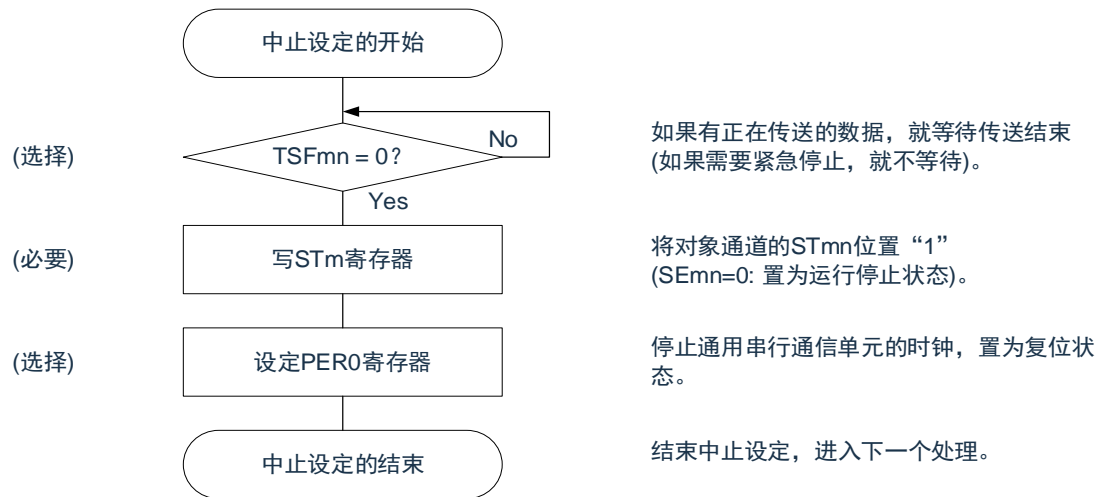 中止设定的开始
(选择)
TSFmn = 0?
No
如果有正在传送的数据，就等待传送结束
(如果需要紧急停止，就不等待)。
Yes
(必要)
写STm寄存器
将对象通道的STmn位置“1”
(SEmn=0: 置为运行停止状态)。
(选择)
设定PER0寄存器
停止通用串行通信单元的时钟，置为复位状
态。
中止设定的结束
结束中止设定，进入下一个处理。